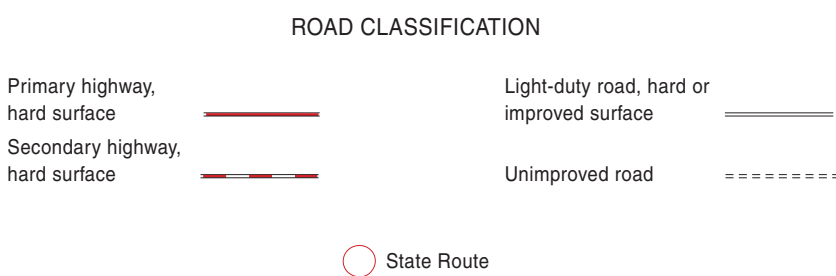 ROAD CLASSIFICATION
Primary highway,
hard surface
Secondary highway,
hard surface
Light-duty road, hard or
improved surface
Unimproved road
State Route